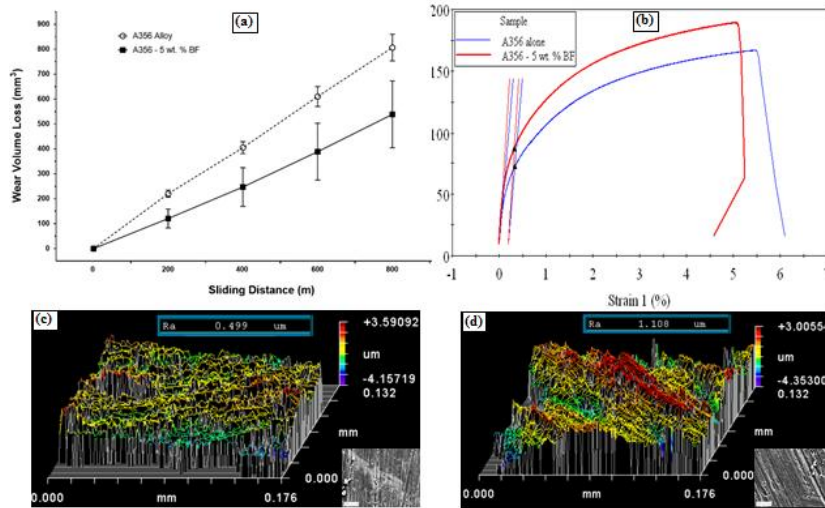 (a)
A356 Alloy
A356 - 5 wt. % BF
Wear Volume Loss (mm³)
900
800
700
600
500
400
300
200
100
0
0 200 400 600 800
Sliding Distance (m)
(b)
Sample
A356 alone
A356 - 5 wt. % BF
200
150
100
50
0
-1 0 1 2 3 4 5 6 7
Strain 1 (%)
(c)
Ra 0.499 um
+3.59092
um
-4.15719
0.132
mm
0.000
0.000 mm 0.176
(d)
Ra 1.108 um
+3.00554
um
-4.35300
0.132
mm
0.000
0.000 mm 0.176